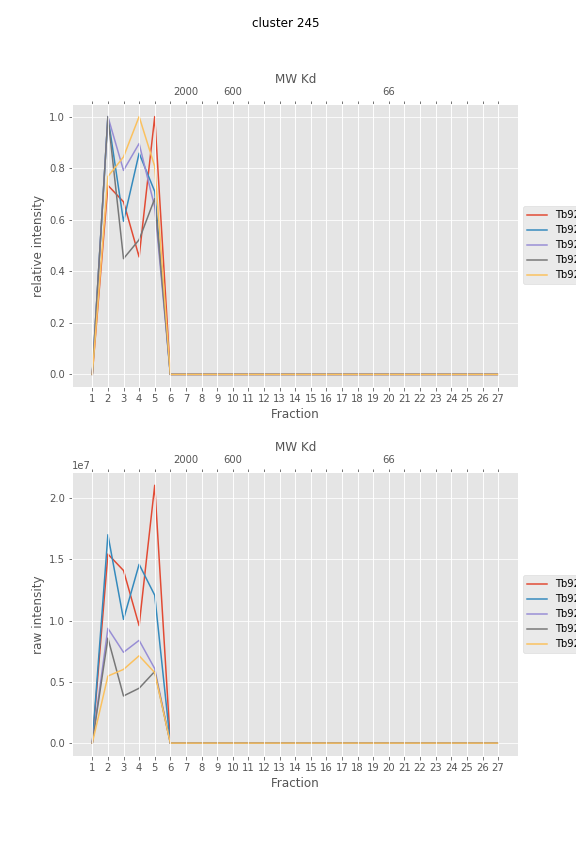 cluster 245
MW Kd
2000 600 66
1.0
0.8
0.6
0.4
0.2
0.0
relative intensity
1 2 3 4 5 6 7 8 9 10 11 12 13 14 15 16 17 18 19 20 21 22 23 24 25 26 27
Fraction
Tb92
Tb92
Tb92
Tb92
Tb92
MW Kd
2000 600 66
1e7
2.0
1.5
1.0
0.5
0.0
raw intensity
1 2 3 4 5 6 7 8 9 10 11 12 13 14 15 16 17 18 19 20 21 22 23 24 25 26 27
Fraction
Tb92
Tb92
Tb92
Tb92
Tb92